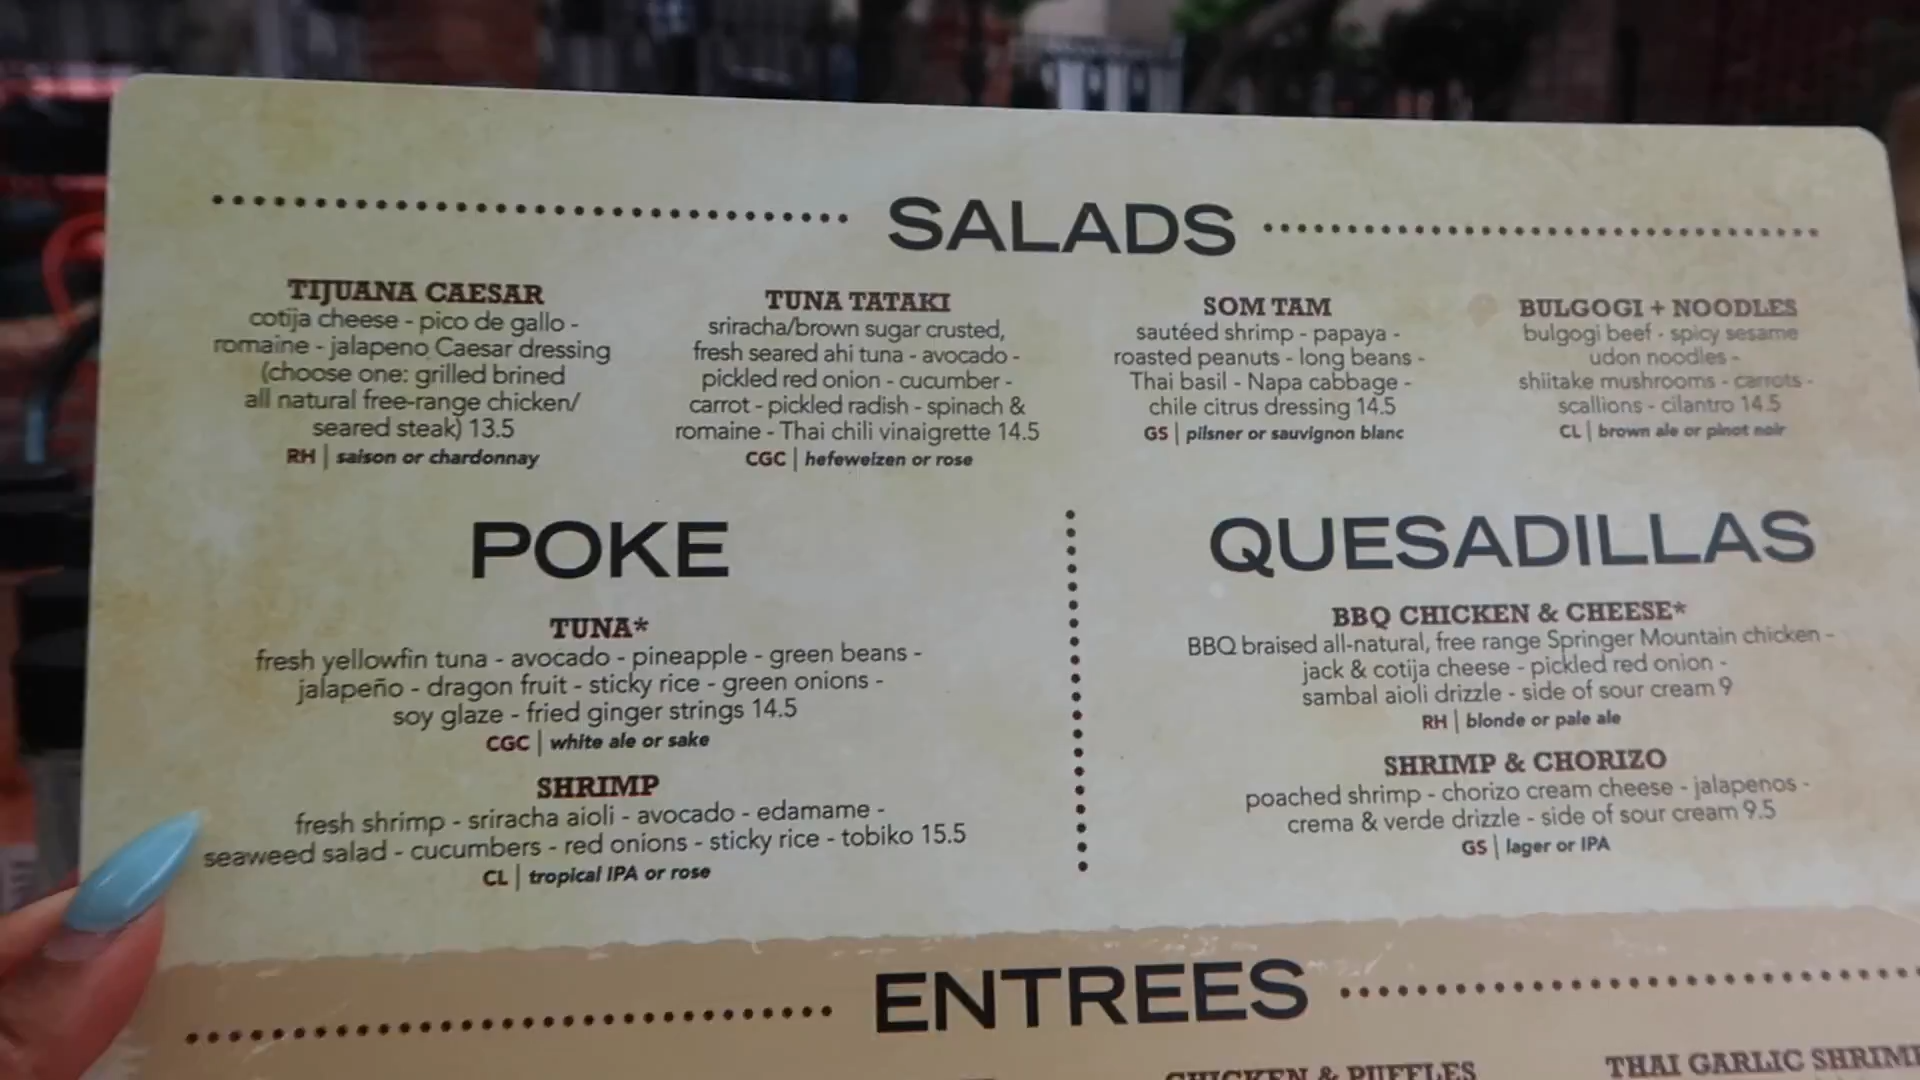 SALADS
TIJUANA CAESAR
cotija cheese - pico de gallo -
romaine - jalapeno Caesar dressing
(choose one: grilled brined
all natural free-range chicken/
seared steak) 13.5
RH | saison or chardonnay
TUNA TATAKI
sriracha/brown sugar crusted,
fresh seared ahi tuna - avocado -
pickled red onion - cucumber -
carrot - pickled radish - spinach &
romaine - Thai chili vinaigrette 14.5
CGC | hefeweizen or rose
SOM TAM
sautéed shrimp - papaya -
roasted peanuts - long beans -
Thai basil - Napa cabbage -
chile citrus dressing 14.5
GS | pilsner or sauvignon blanc
BULGOGI + NOODLES
bulgogi beef - spicy sesame
udon noodles -
shiitake mushrooms - carrots -
scallions - cilantro 14.5
CL | brown ale or pinot noir
POKE
TUNA*
fresh yellowfin tuna - avocado - pineapple - green beans -
jalapeño - dragon fruit - sticky rice - green onions -
soy glaze - fried ginger strings 14.5
CGC | white ale or sake
SHRIMP
fresh shrimp - sriracha aioli - avocado - edamame -
seaweed salad - cucumbers - red onions - sticky rice - tobiko 15.5
CL | tropical IPA or rose
QUESADILLAS
BBQ CHICKEN & CHEESE*
BBQ braised all-natural, free range Springer Mountain chicken -
jack & cotija cheese - pickled red onion -
sambal aioli drizzle - side of sour cream 9
RH | blonde or pale ale
SHRIMP & CHORIZO
poached shrimp - chorizo cream cheese - jalapenos -
crema & verde drizzle - side of sour cream 9.5
GS | lager or IPA
ENTREES
CHICKEN & PUFFLES
THAI GARLIC SHRIM